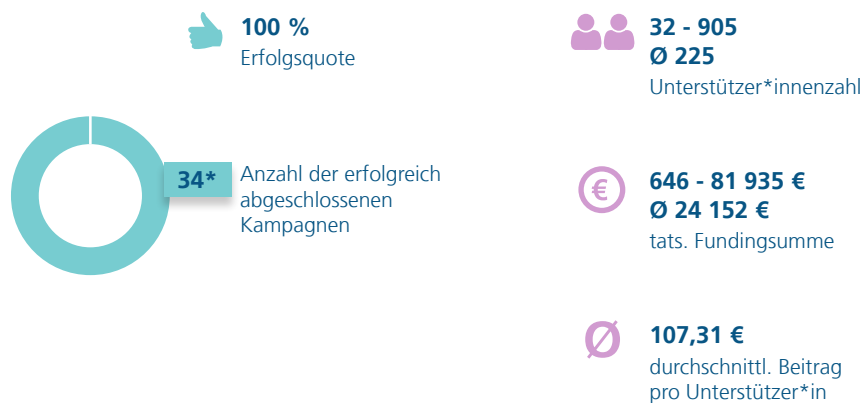 100 %
Erfolgsquote
34*
Anzahl der erfolgreich
abgeschlossenen
Kampagnen
32 - 905
Ø 225
Unterstützer*innenzahl
€
646 - 81 935 €
Ø 24 152 €
tats. Fundingsumme
Ø
107,31 €
durchschnittl. Beitrag
pro Unterstützer*in